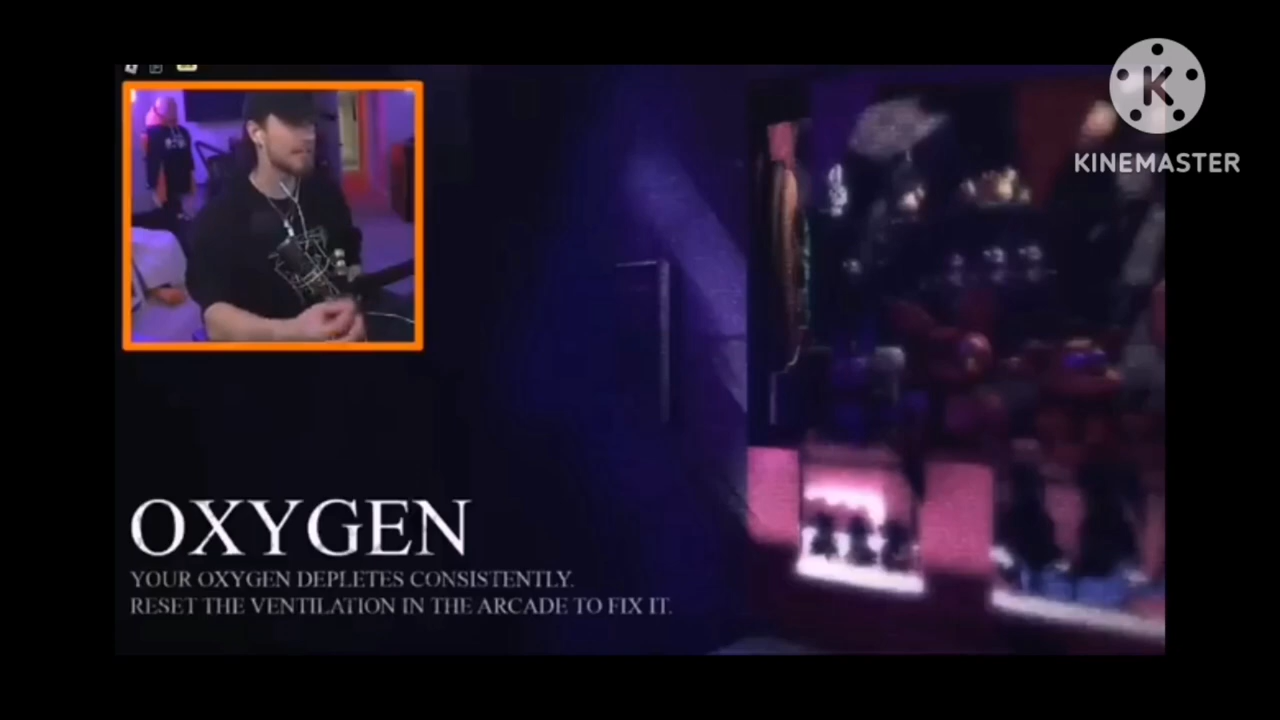 K
KINEMASTER
OXYGEN
YOUR OXYGEN DEPLETES CONSISTENTLY.
RESET THE VENTILATION IN THE ARCADE TO FIX IT.